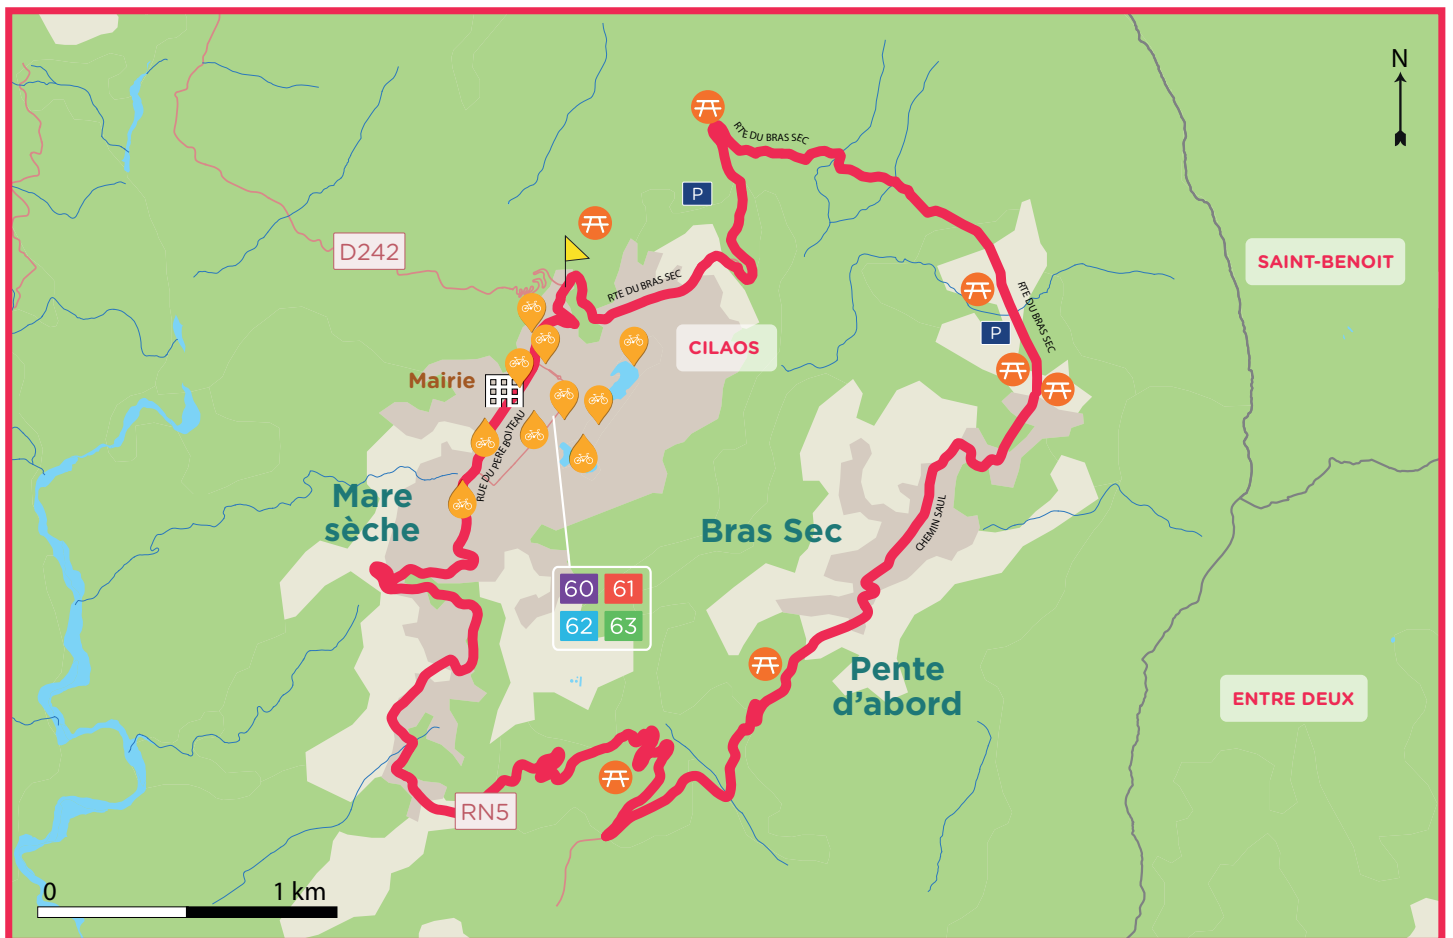 N
RTE DU BRAS SEC
P
D242
SAINT-BENOIT
RTE DU BRAS SEC
RTE DU BRAS SEC
P
CILAOS
Mairie
RUE DU PERE BOITEAU
Mare
sèche
Bras Sec
CHEMIN SAUL
60 61
62 63
Pente
d’abord
ENTRE DEUX
RN5
0 1 km